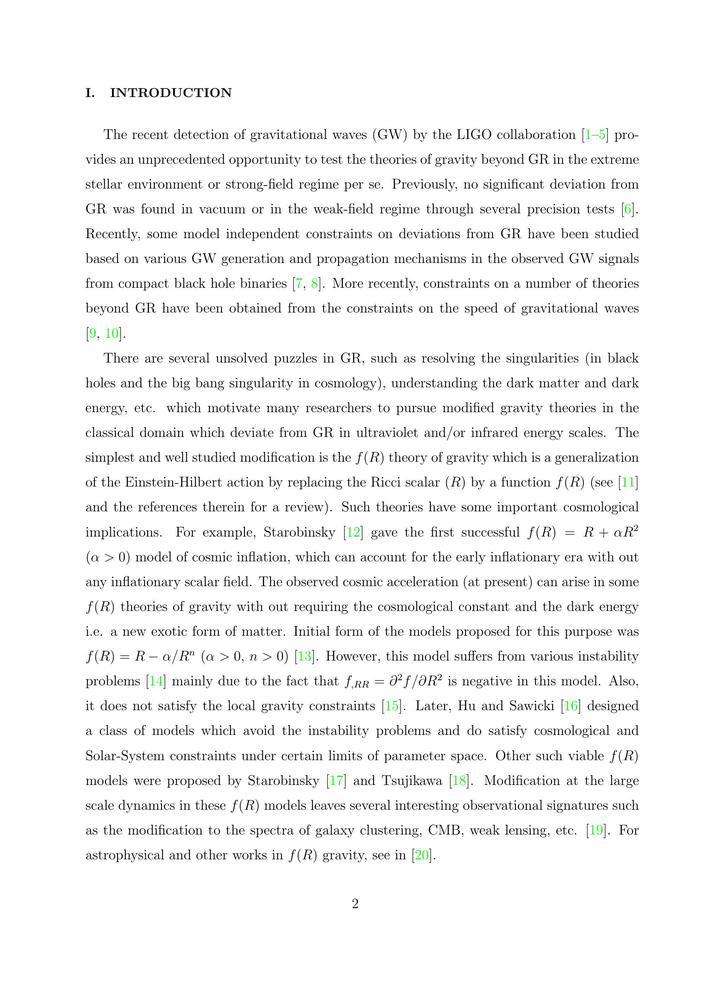 I. INTRODUCTION
The recent detection of gravitational waves (GW) by the LIGO collaboration [1–5] pro-
vides an unprecedented opportunity to test the theories of gravity beyond GR in the extreme
stellar environment or strong-field regime per se. Previously, no significant deviation from
GR was found in vacuum or in the weak-field regime through several precision tests [6].
Recently, some model independent constraints on deviations from GR have been studied
based on various GW generation and propagation mechanisms in the observed GW signals
from compact black hole binaries [7, 8]. More recently, constraints on a number of theories
beyond GR have been obtained from the constraints on the speed of gravitational waves
[9, 10].
There are several unsolved puzzles in GR, such as resolving the singularities (in black
holes and the big bang singularity in cosmology), understanding the dark matter and dark
energy, etc. which motivate many researchers to pursue modified gravity theories in the
classical domain which deviate from GR in ultraviolet and/or infrared energy scales. The
simplest and well studied modification is the f(R) theory of gravity which is a generalization
of the Einstein-Hilbert action by replacing the Ricci scalar (R) by a function f(R) (see [11]
and the references therein for a review). Such theories have some important cosmological
implications. For example, Starobinsky [12] gave the first successful f(R) = R + αR²
(α > 0) model of cosmic inflation, which can account for the early inflationary era with out
any inflationary scalar field. The observed cosmic acceleration (at present) can arise in some
f(R) theories of gravity with out requiring the cosmological constant and the dark energy
i.e. a new exotic form of matter. Initial form of the models proposed for this purpose was
f(R) = R − α/Rⁿ (α > 0, n > 0) [13]. However, this model suffers from various instability
problems [14] mainly due to the fact that f,RR = ∂²f/∂R² is negative in this model. Also,
it does not satisfy the local gravity constraints [15]. Later, Hu and Sawicki [16] designed
a class of models which avoid the instability problems and do satisfy cosmological and
Solar-System constraints under certain limits of parameter space. Other such viable f(R)
models were proposed by Starobinsky [17] and Tsujikawa [18]. Modification at the large
scale dynamics in these f(R) models leaves several interesting observational signatures such
as the modification to the spectra of galaxy clustering, CMB, weak lensing, etc. [19]. For
astrophysical and other works in f(R) gravity, see in [20].
2